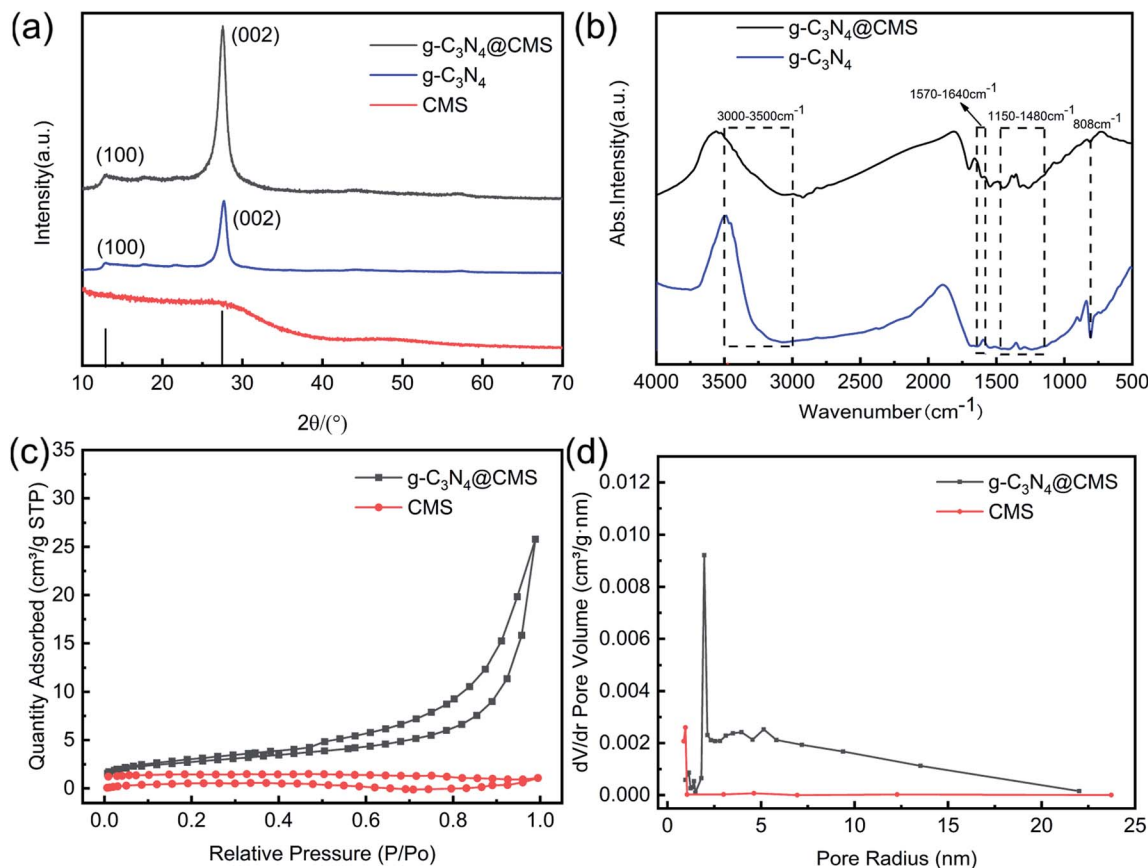 (a)
(002)
g-C₃N₄@CMS
g-C₃N₄
CMS
(100)
(002)
(100)
Intensity(a.u.)
10 20 30 40 50 60 70
2θ/(°)
(b)
g-C₃N₄@CMS
g-C₃N₄
1570-1640cm⁻¹
3000-3500cm⁻¹
1150-1480cm⁻¹
808cm⁻¹
Abs.Intensity(a.u.)
4000 3500 3000 2500 2000 1500 1000 500
Wavenumber(cm⁻¹)
(c)
35
30
25
20
15
10
5
0
g-C₃N₄@CMS
CMS
Quantity Adsorbed (cm³/g STP)
0.0 0.2 0.4 0.6 0.8 1.0
Relative Pressure (P/Po)
(d)
0.012
0.010
0.008
0.006
0.004
0.002
0.000
g-C₃N₄@CMS
CMS
dV/dr Pore Volume (cm³/g·nm)
0 5 10 15 20 25
Pore Radius (nm)